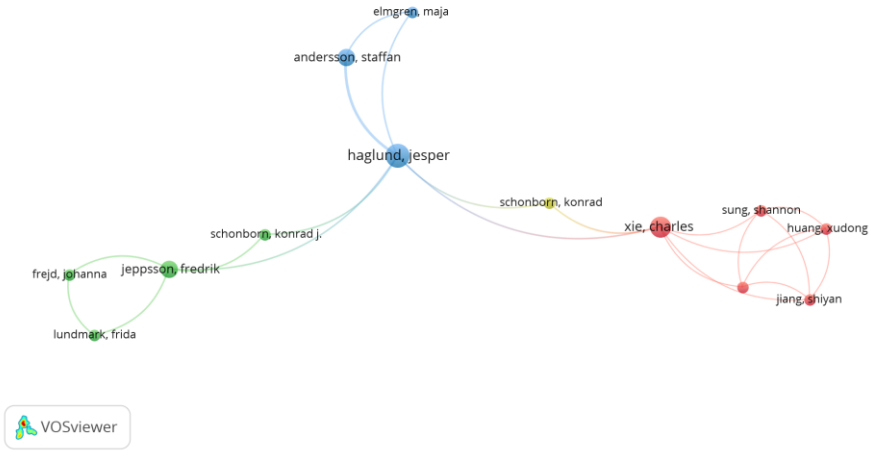 elmgren, maja
andersson, staffan
haglund, jesper
schonborn, konrad
sung, shannon
xie, charles
huang, xudong
schonborn, konrad j.
jeppsson, fredrik
frejd, johanna
jiang, shiyan
lundmark, frida
VOSviewer